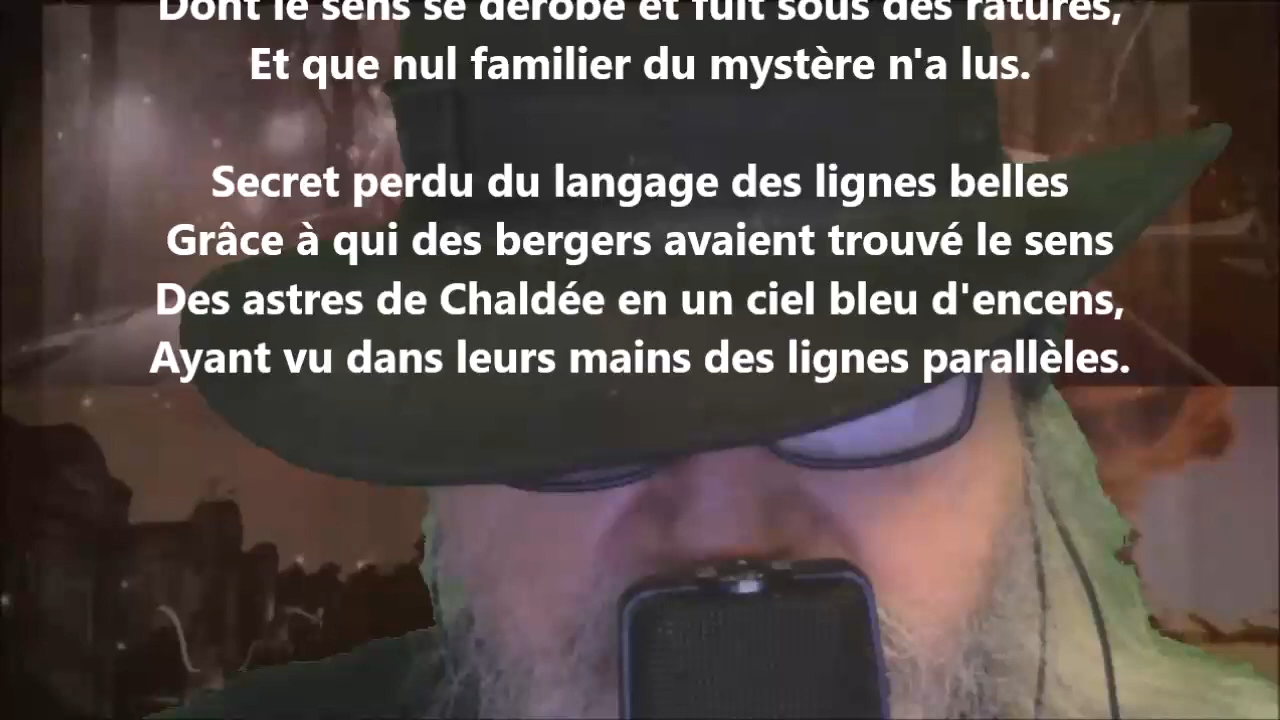 Dont le sens se dérobe et fuit sous des ratures,
Et que nul familier du mystère n'a lus.
Secret perdu du langage des lignes belles
Grâce à qui des bergers avaient trouvé le sens
Des astres de Chaldée en un ciel bleu d'encens,
Ayant vu dans leurs mains des lignes parallèles.